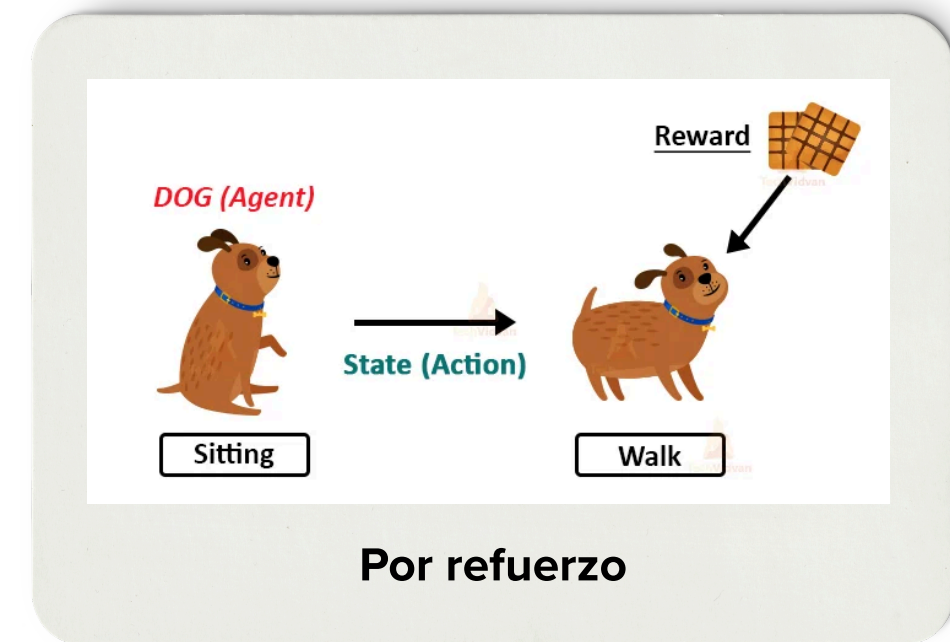 Reward
DOG (Agent)
State (Action)
Sitting
Walk
Por refuerzo